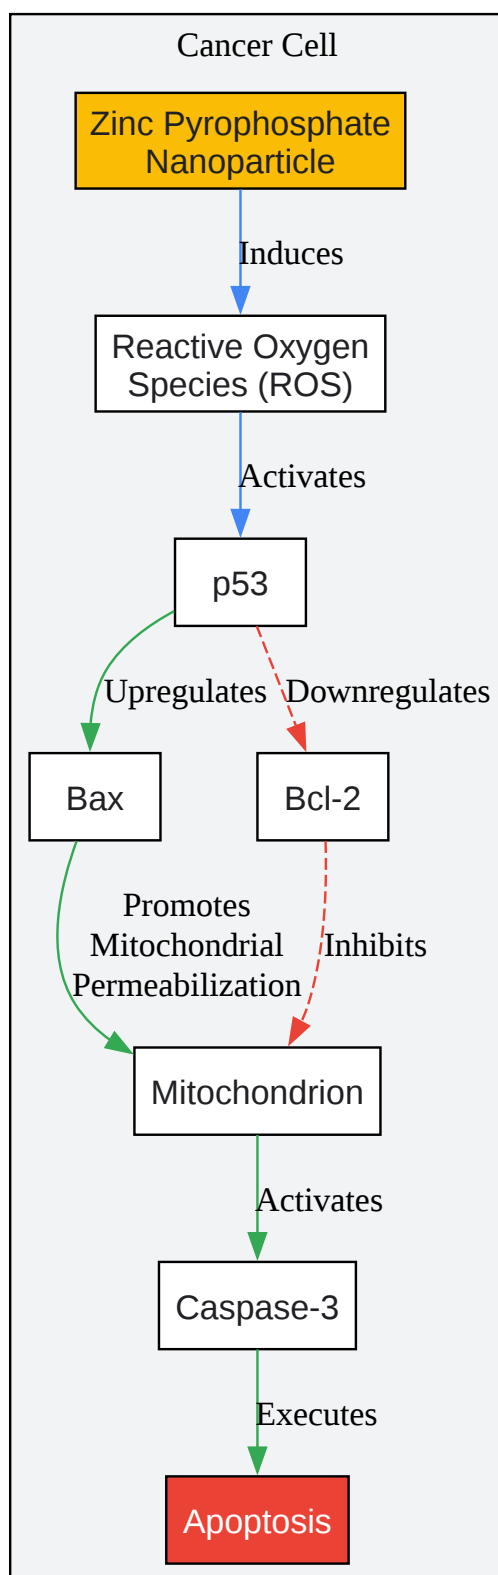 Cancer Cell
Zinc Pyrophosphate
Nanoparticle
Induces
Reactive Oxygen
Species (ROS)
Activates
p53
Upregulates
Downregulates
Bax
Bcl-2
Promotes
Mitochondrial
Permeabilization
Inhibits
Mitochondrion
Activates
Caspase-3
Executes
Apoptosis